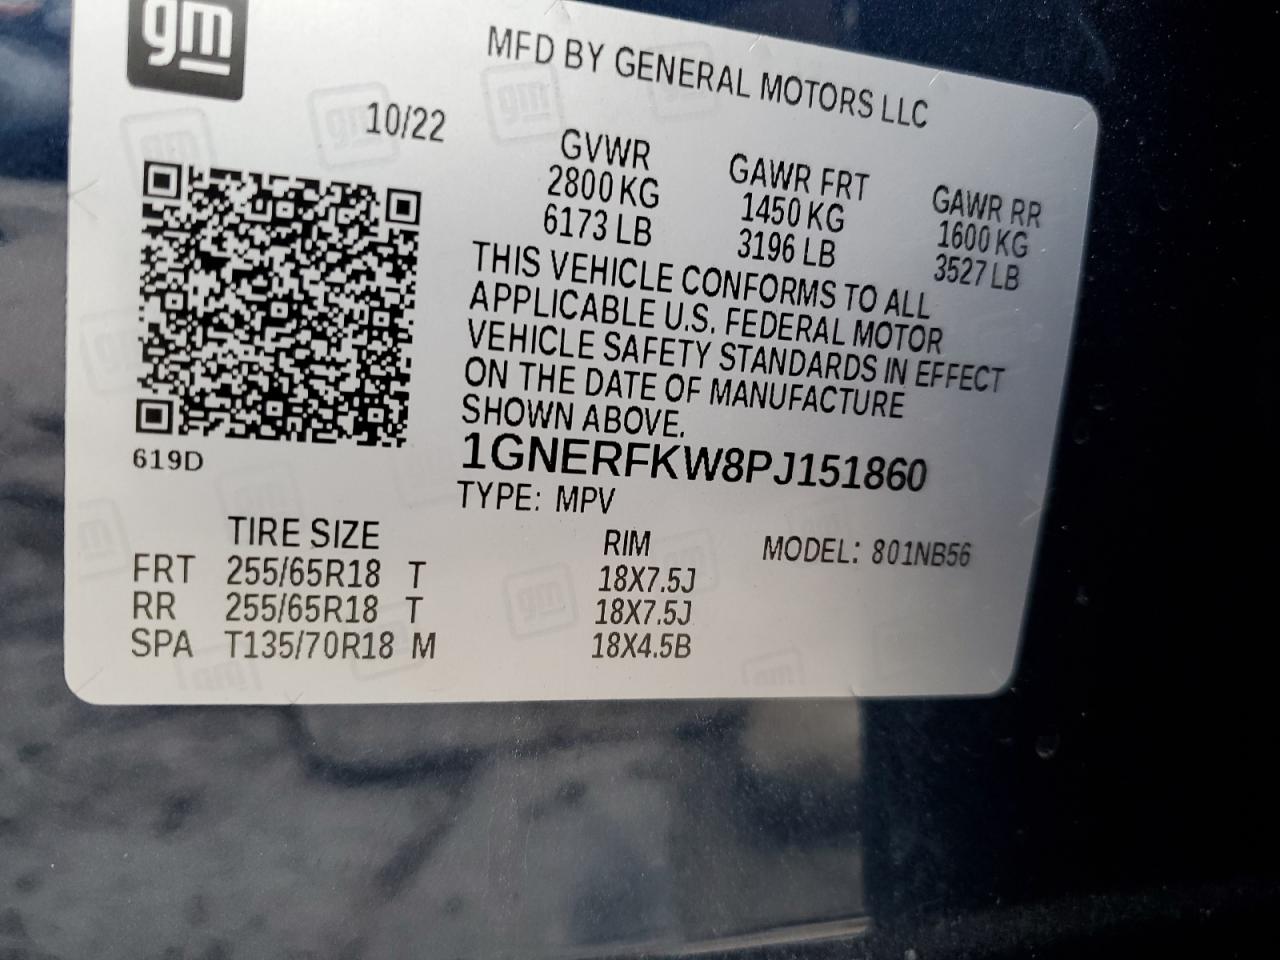 gm
MFD BY GENERAL MOTORS LLC
10/22
GVWR GAWR FRT GAWR RR
2800 KG 1450 KG 1600 KG
6173 LB 3196 LB 3527 LB
THIS VEHICLE CONFORMS TO ALL
APPLICABLE U.S. FEDERAL MOTOR
VEHICLE SAFETY STANDARDS IN EFFECT
ON THE DATE OF MANUFACTURE
SHOWN ABOVE.
619D
1GNERFKW8PJ151860
TYPE: MPV
TIRE SIZE RIM MODEL: 801NB56
FRT 255/65R18 T 18X7.5J
RR 255/65R18 T 18X7.5J
SPA T135/70R18 M 18X4.5B